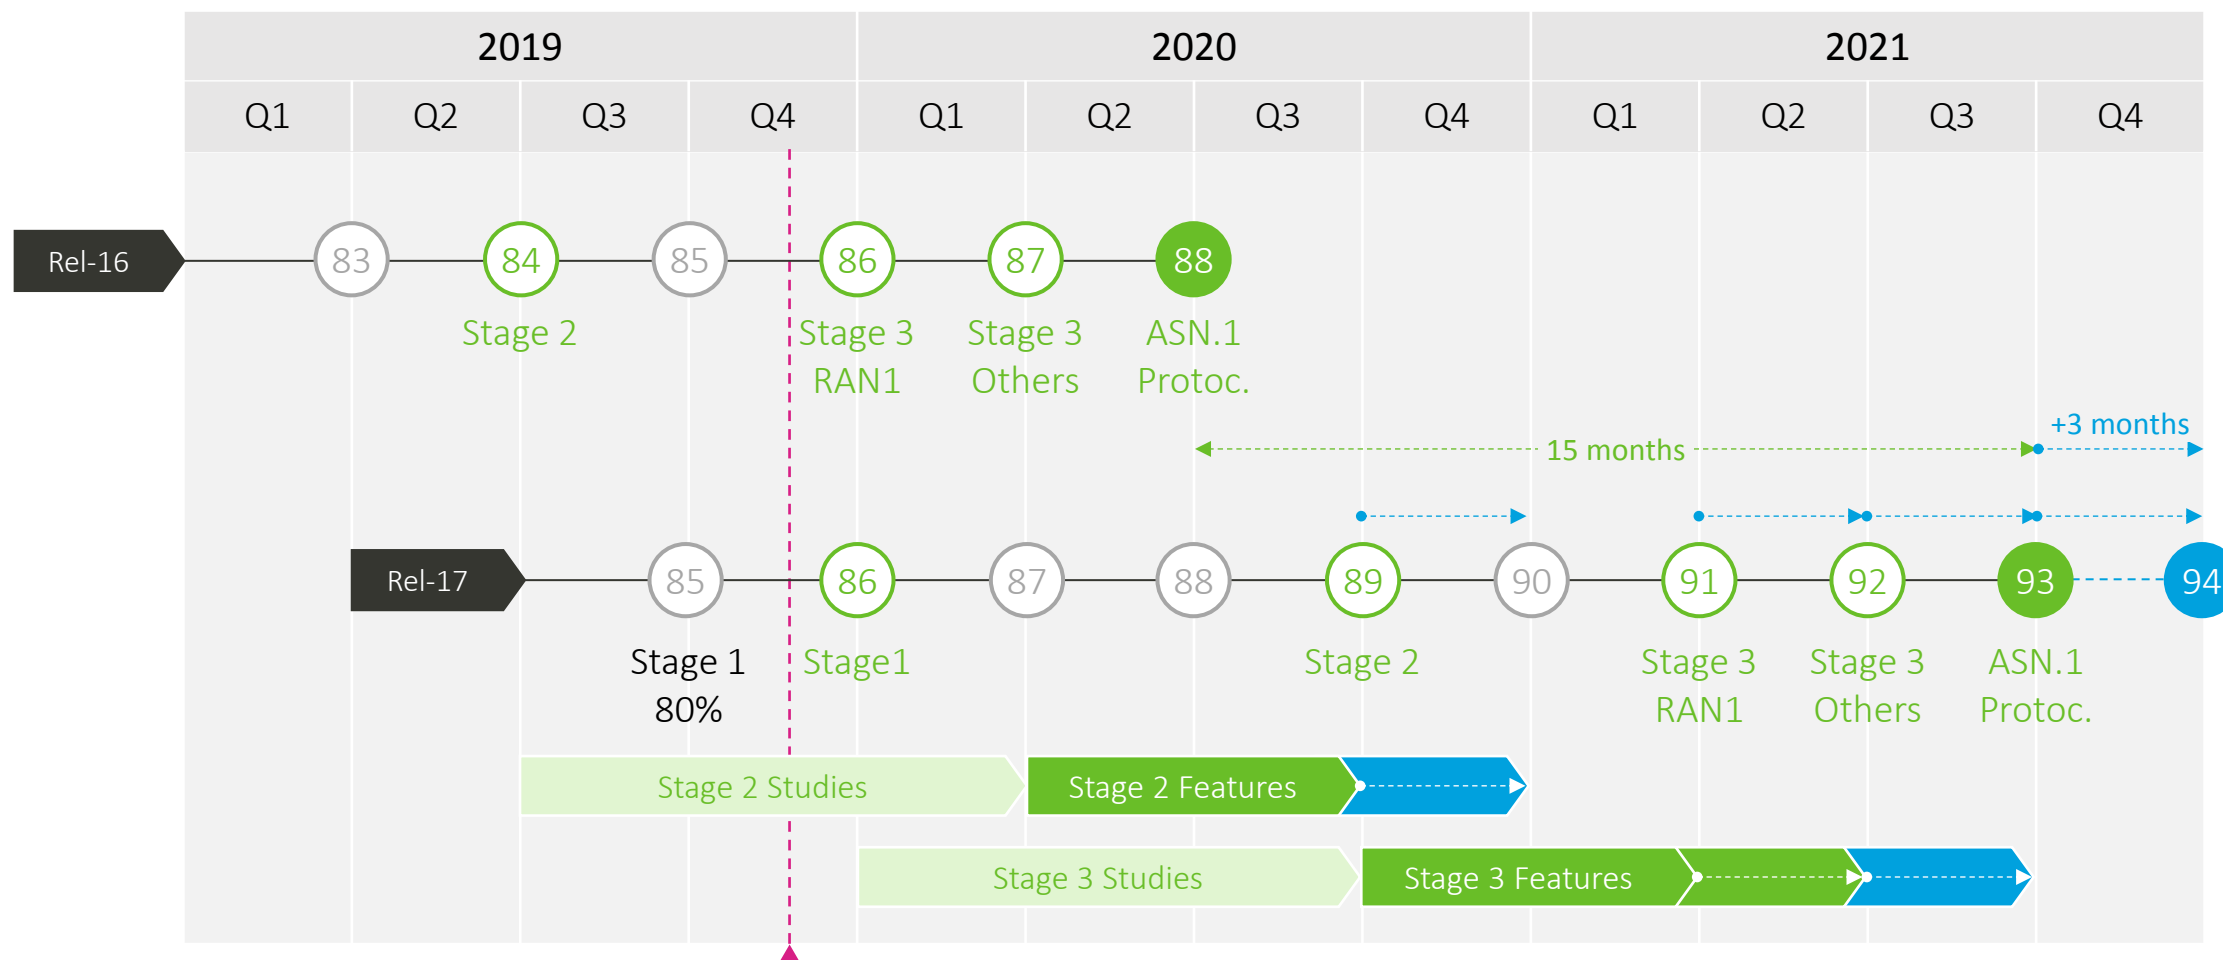 2019 2020 2021
Q1 Q2 Q3 Q4 Q1 Q2 Q3 Q4 Q1 Q2 Q3 Q4
Rel-16 83 84 85 86 87 88
Stage 2 Stage 3 Stage 3 ASN.1
RAN1 Others Protoc.
+3 months
15 months
Rel-17 85 86 87 88 89 90 91 92 93 94
Stage 1 Stage1 Stage 2 Stage 3 Stage 3 ASN.1
80% RAN1 Others Protoc.
Stage 2 Studies Stage 2 Features
Stage 3 Studies Stage 3 Features